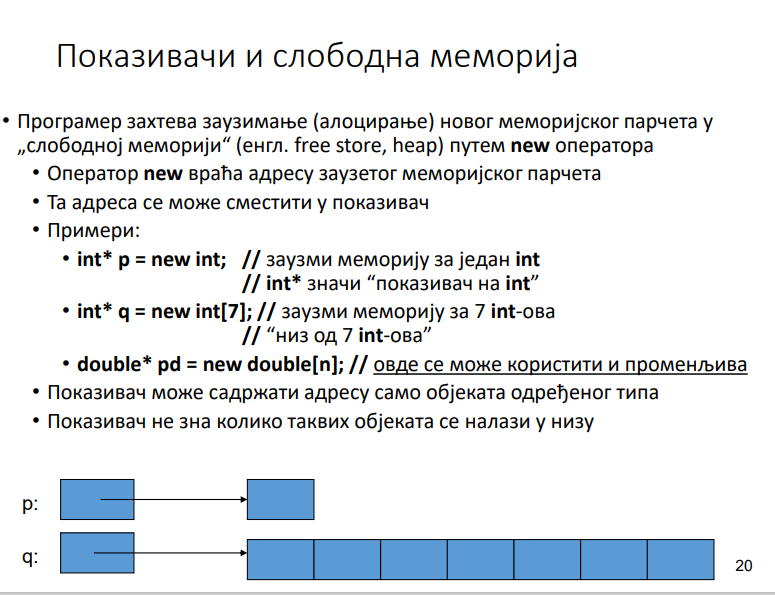 Показивачи и слободна меморија
• Програмер захтева заузимање (алоцирање) новог меморијског парчета у
„слободној меморији“ (енгл. free store, heap) путем new оператора
• Оператор new враћа адресу заузетог меморијског парчета
• Та адреса се може сместити у показивач
• Примери:
• int* p = new int; // заузми меморију за један int
// int* значи “показивач на int”
• int* q = new int[7]; // заузми меморију за 7 int-ова
// “низ од 7 int-ова”
• double* pd = new double[n]; // овде се може користити и променљива
• Показивач може садржати адресу само објеката одређеног типа
• Показивач не зна колико таквих објеката се налази у низу
p:
q:
20